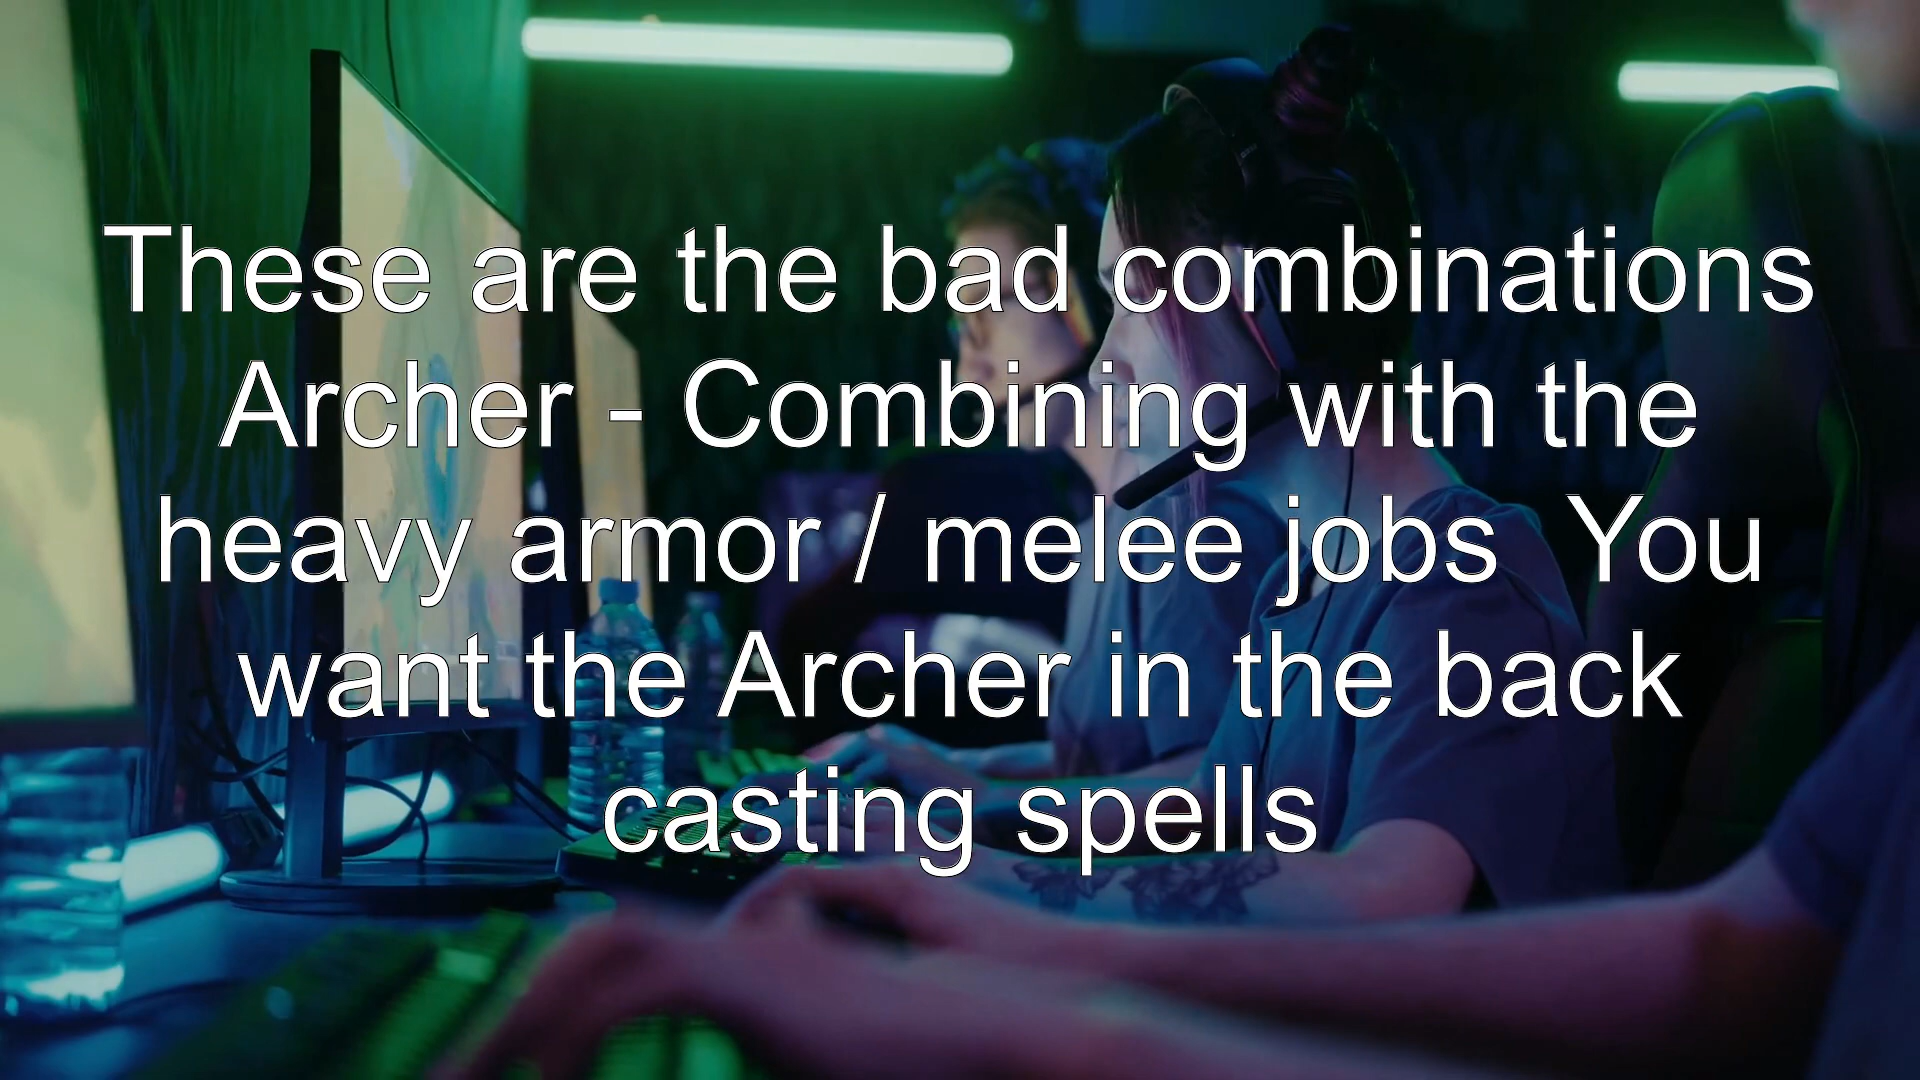 These are the bad combinations
Archer - Combining with the
heavy armor / melee jobs  You
want the Archer in the back
casting spells